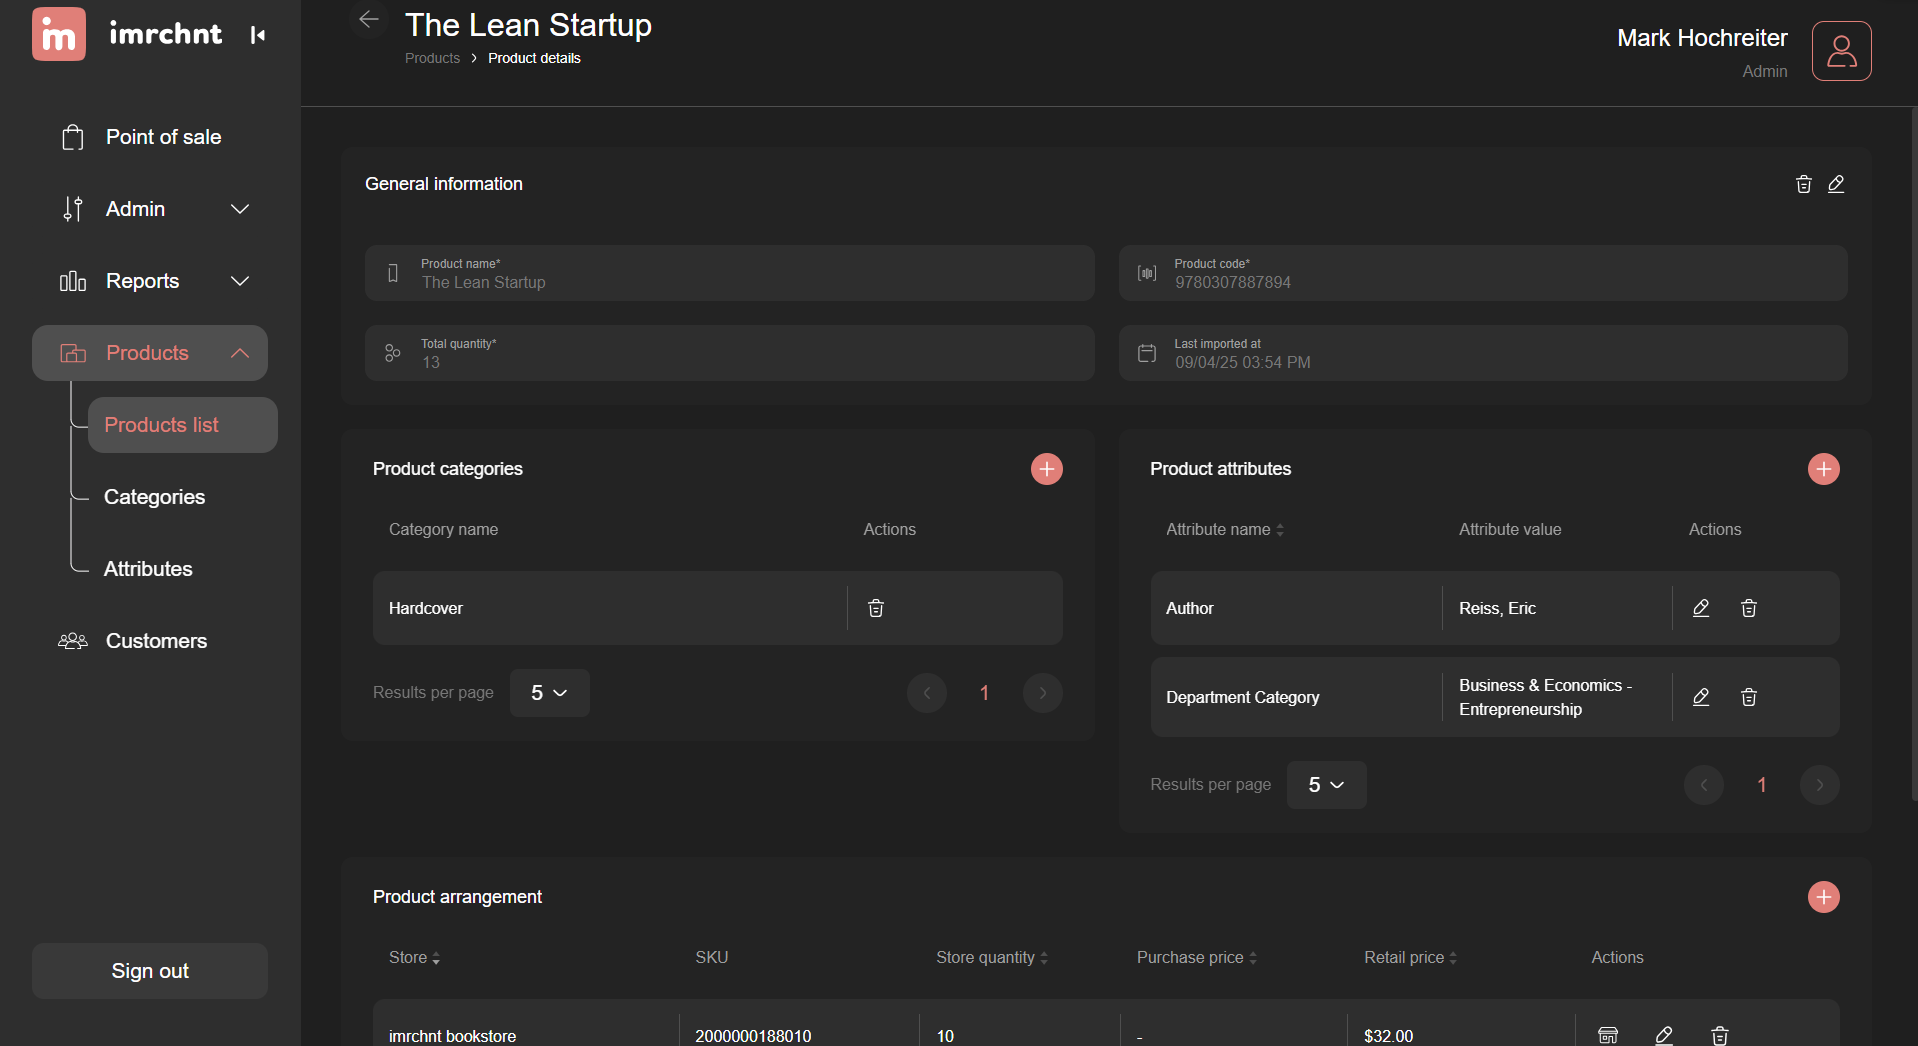 im imrchnt
Point of sale
Admin
Reports
Products
Products list
Categories
Attributes
Customers
Sign out
The Lean Startup
Products > Product details
Mark Hochreiter
Admin
General information
Product name*
The Lean Startup
Product code*
9780307887894
Total quantity*
13
Last imported at
09/04/25 03:54 PM
Product categories
Category name Actions
Hardcover
Results per page 5 1
Product attributes
Attribute name Attribute value Actions
Author Reiss, Eric
Department Category Business & Economics -
Entrepreneurship
Results per page 5 1
Product arrangement
Store SKU Store quantity Purchase price Retail price Actions
imrchnt bookstore 2000000188010 10 - $32.00